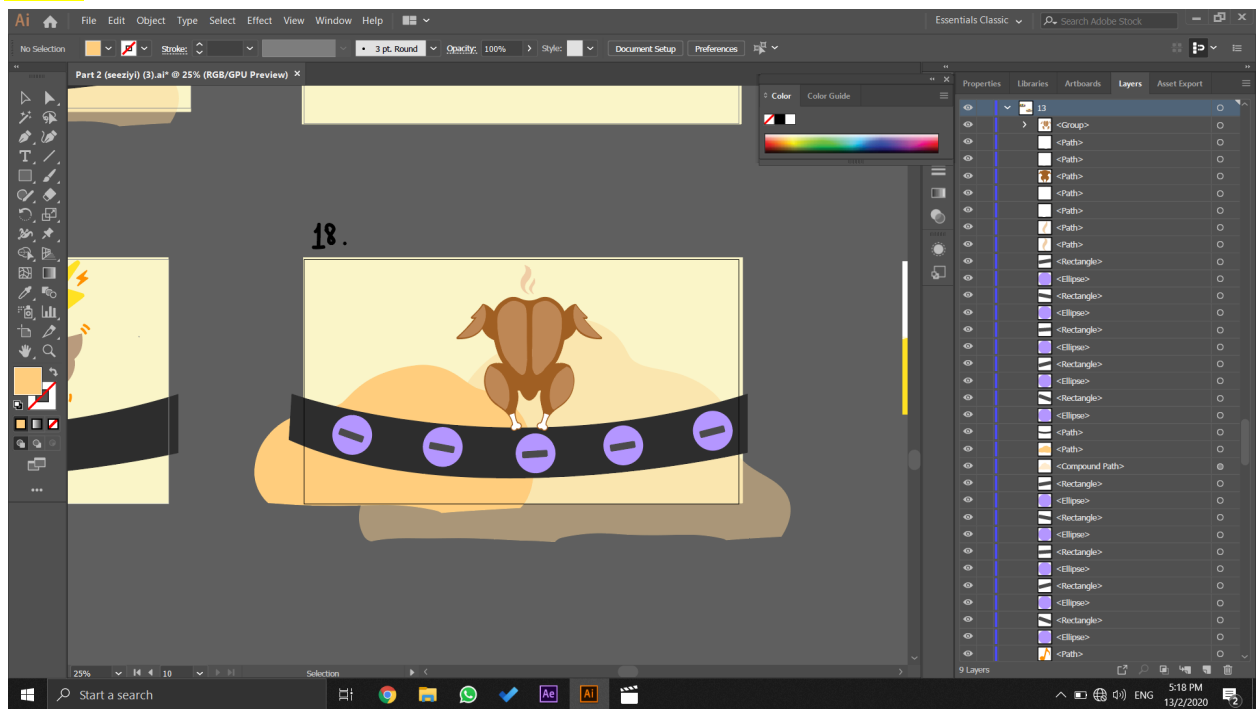 Ai File Edit Object Type Select Effect View Window Help Essentials Classic Search Adobe Stock
No Selection Stroke: 3 pt. Round Opacity: 100% Style: Document Setup Preferences
Part 2 (seeziyi) (3).ai* @ 25% (RGB/GPU Preview) ×
Color Color Guide
Properties Libraries Artboards Layers Asset Export
13
<Group>
<Path>
<Path>
<Path>
<Path>
<Path>
<Path>
<Path>
<Rectangle>
<Ellipse>
<Rectangle>
<Ellipse>
<Rectangle>
<Ellipse>
<Rectangle>
<Ellipse>
<Rectangle>
<Ellipse>
<Path>
<Path>
<Compound Path>
<Rectangle>
<Ellipse>
<Rectangle>
<Ellipse>
<Rectangle>
<Ellipse>
<Rectangle>
<Ellipse>
<Rectangle>
<Ellipse>
<Path>
9 Layers
18.
25% 10 Selection
Start a search
Ae Ai
ENG
5:18 PM
13/2/2020
2